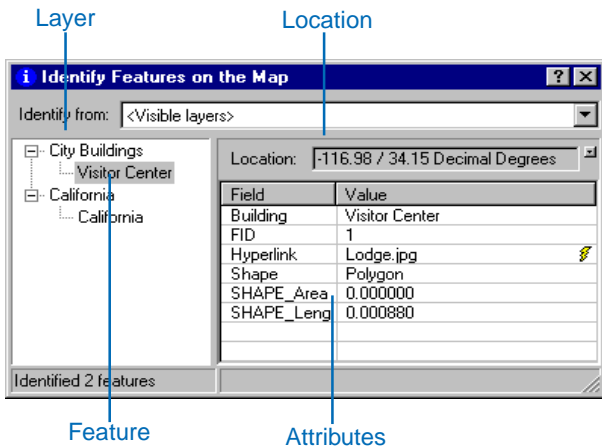 Layer
Location
i Identify Features on the Map
Identify from: <Visible layers>
City Buildings
Visitor Center
California
California
Location: -116.98 / 34.15 Decimal Degrees
Field Value
Building Visitor Center
FID 1
Hyperlink Lodge.jpg
Shape Polygon
SHAPE_Area 0.000000
SHAPE_Leng 0.000880
Identified 2 features
Feature
Attributes